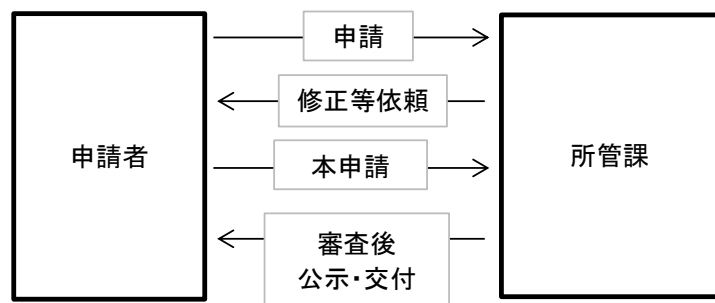 申請
修正等依頼
申請者
所管課
本申請
審査後
公示・交付